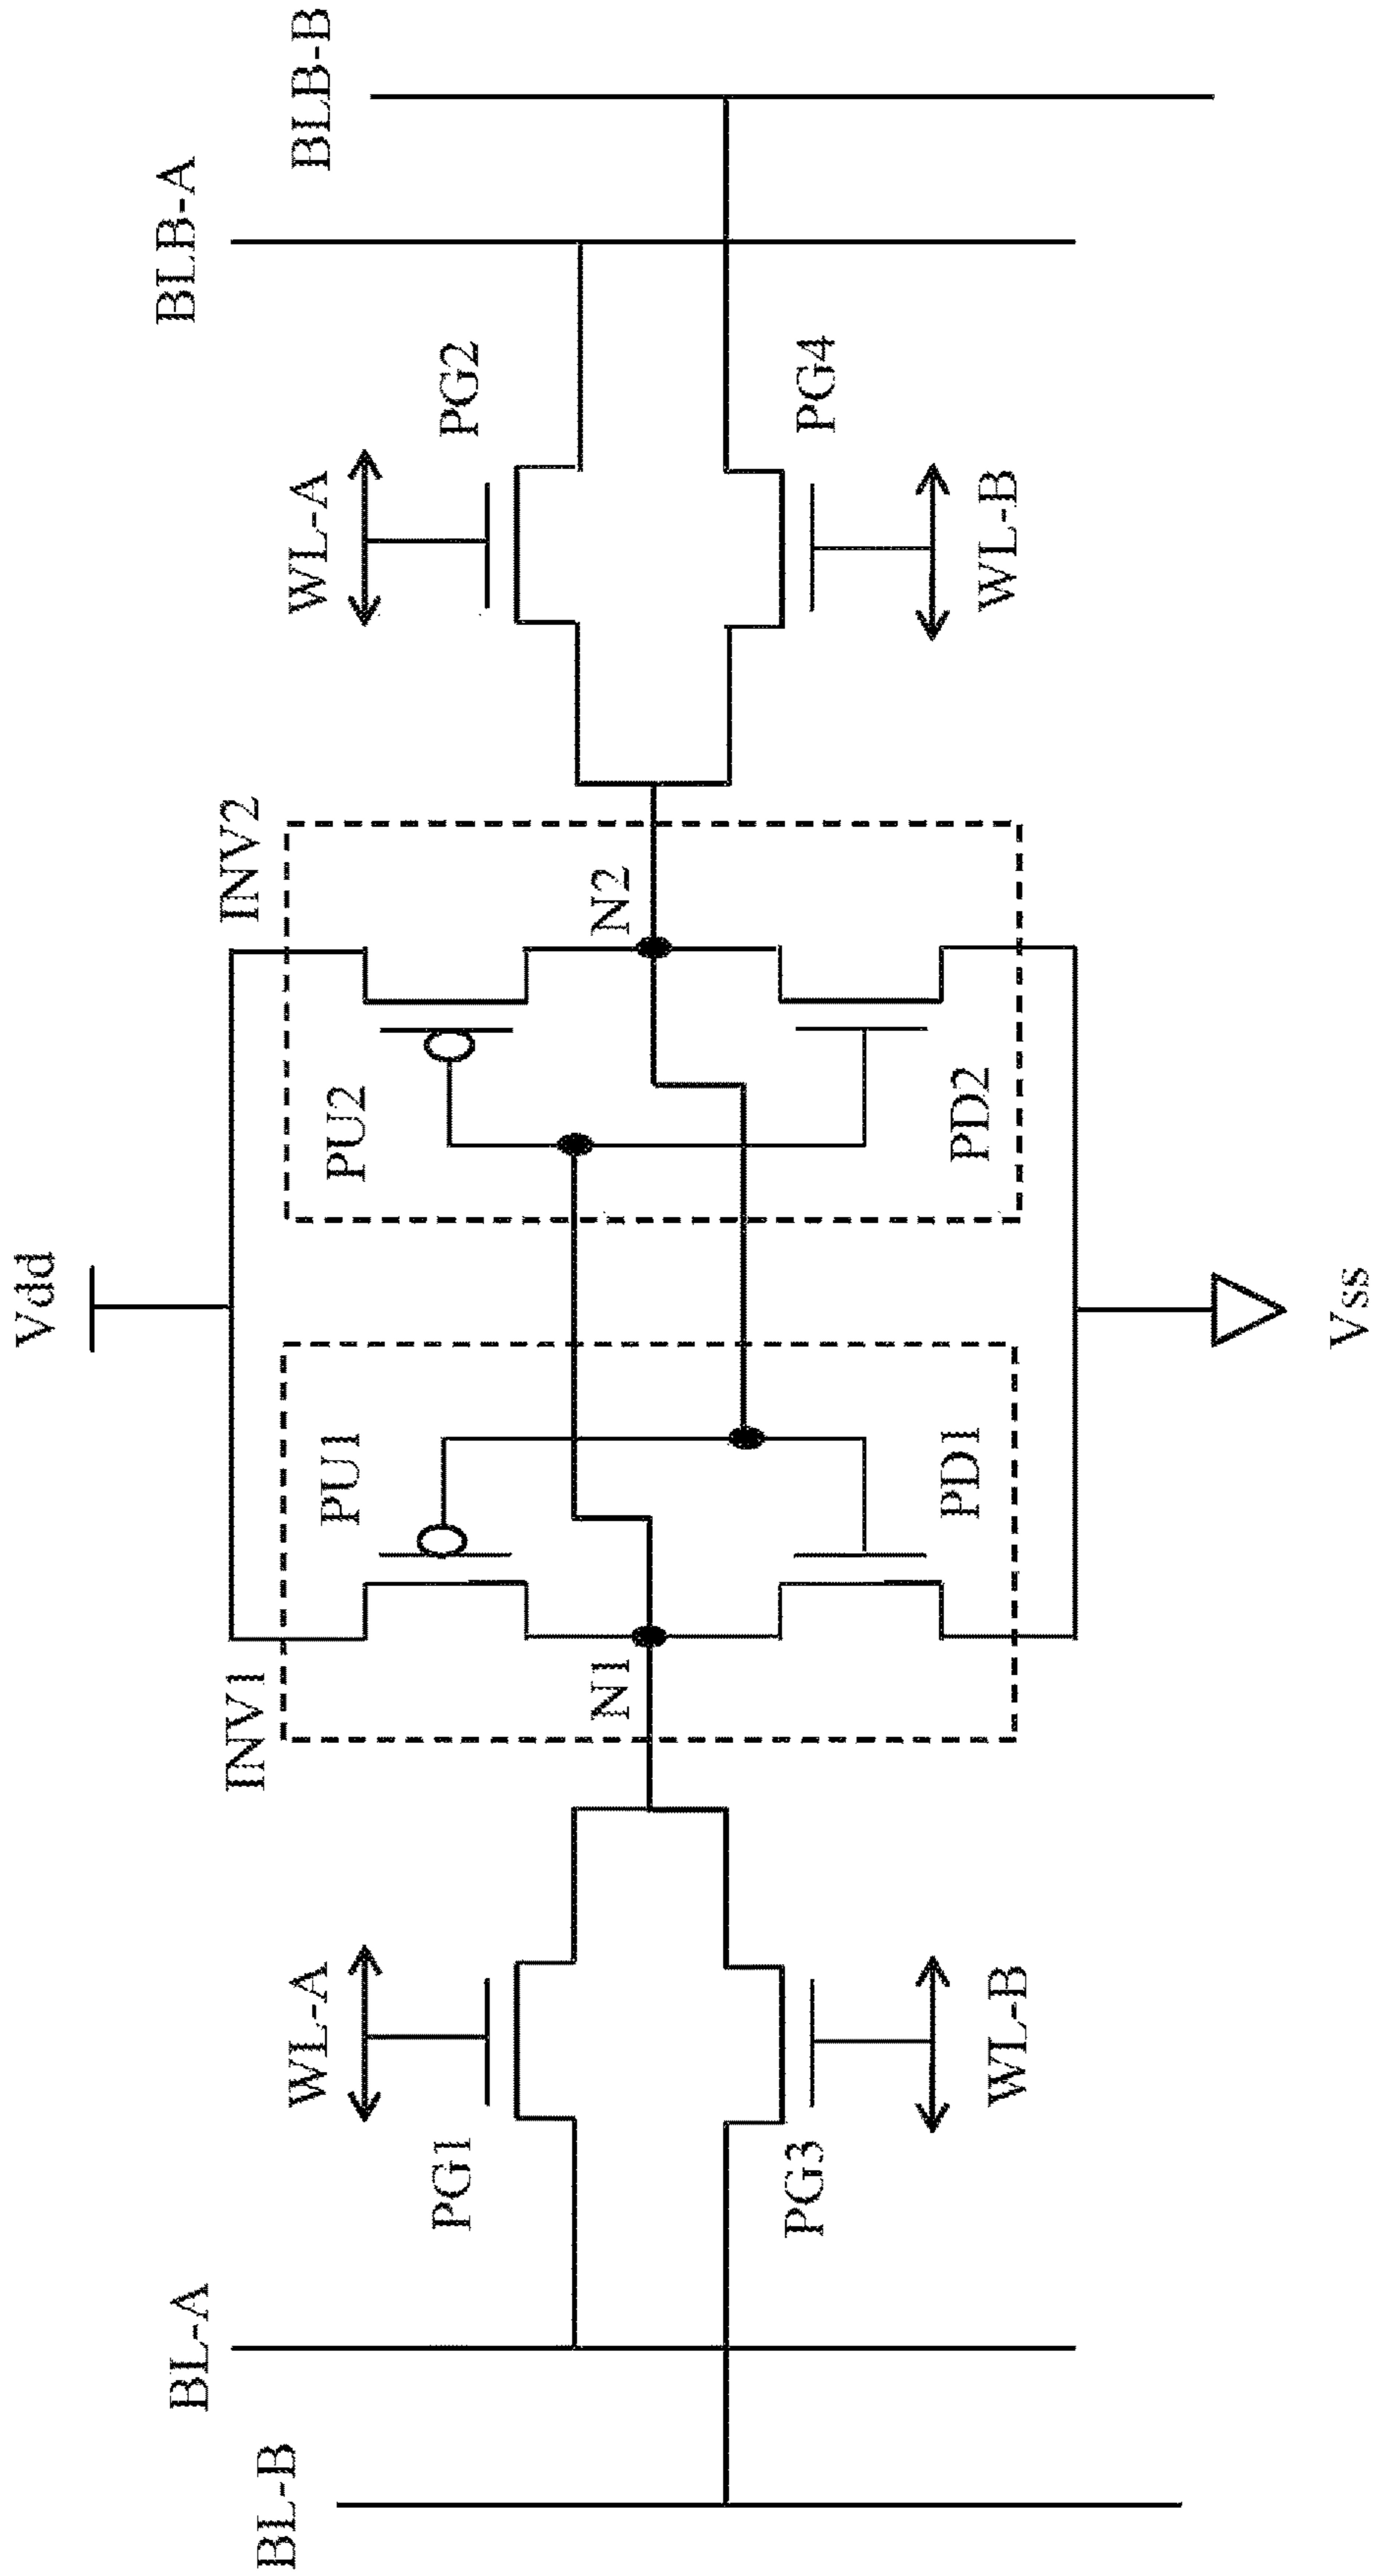 Vdd
BLB-A
BLB-B
BL-A
BL-B
INV1
INV2
WL-A
WL-A
PG1
PU1
PU2
PG2
N1
N2
PG3
PD1
PD2
PG4
WL-B
WL-B
Vss